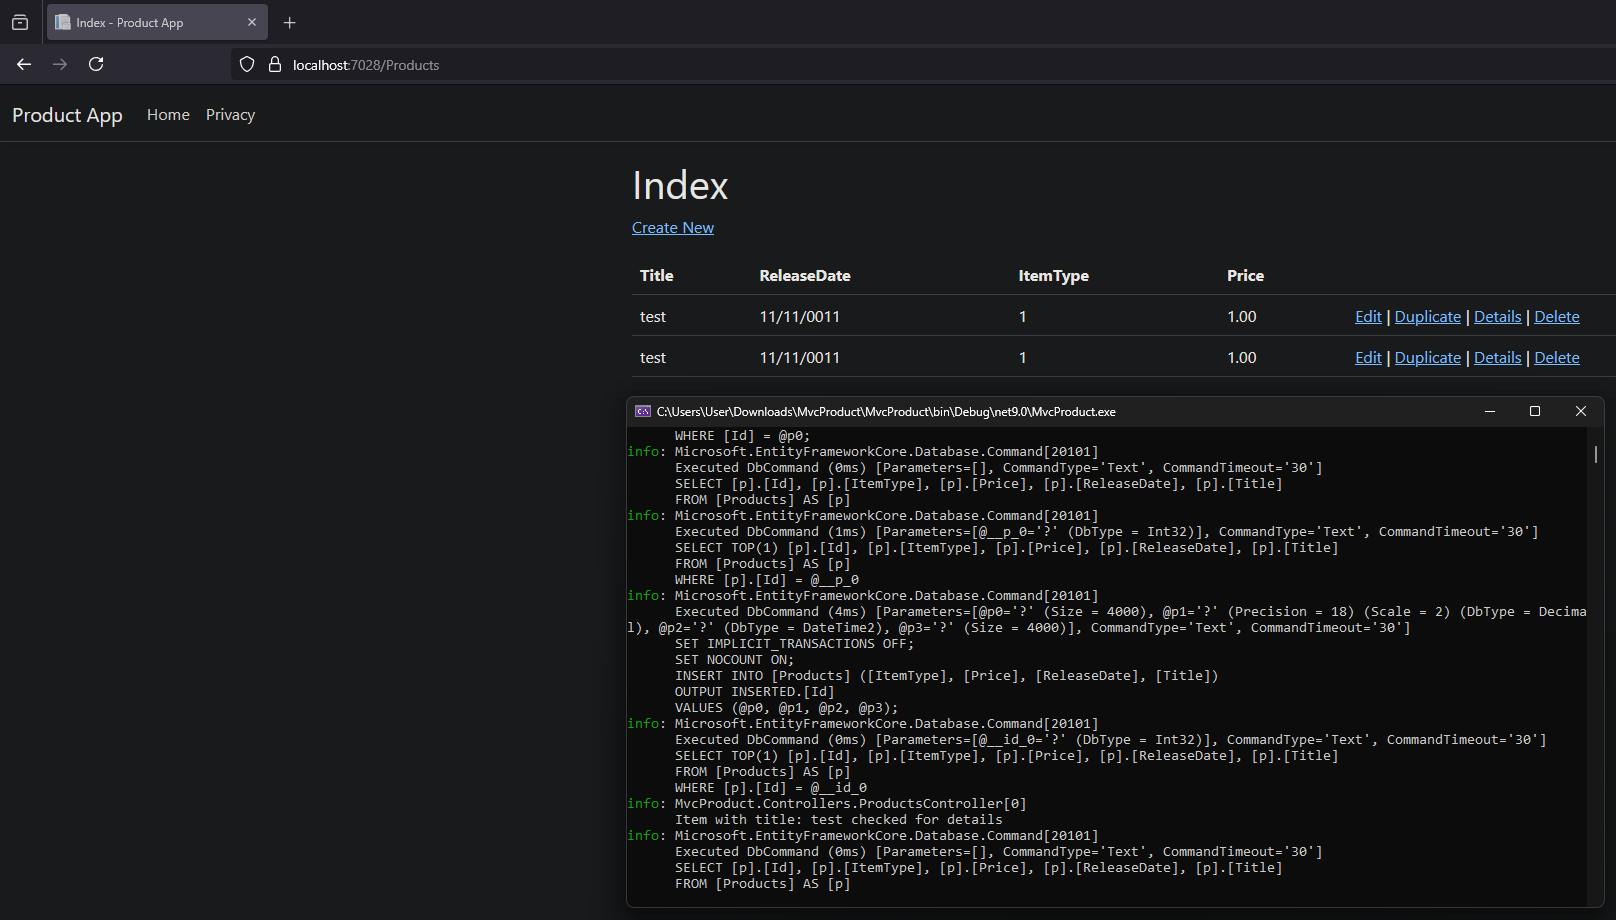 Index - Product App
localhost:7028/Products
Product App Home Privacy
Index
Create New
Title ReleaseDate ItemType Price
test 11/11/0011 1 1.00 Edit | Duplicate | Details | Delete
test 11/11/0011 1 1.00 Edit | Duplicate | Details | Delete
C:\Users\User\Downloads\MvcProduct\MvcProduct\bin\Debug\net9.0\MvcProduct.exe
WHERE [Id] = @p0;
info: Microsoft.EntityFrameworkCore.Database.Command[20101]
Executed DbCommand (0ms) [Parameters=[], CommandType='Text', CommandTimeout='30']
SELECT [p].[Id], [p].[ItemType], [p].[Price], [p].[ReleaseDate], [p].[Title]
FROM [Products] AS [p]
info: Microsoft.EntityFrameworkCore.Database.Command[20101]
Executed DbCommand (1ms) [Parameters=[@__p_0='?' (DbType = Int32)], CommandType='Text', CommandTimeout='30']
SELECT TOP(1) [p].[Id], [p].[ItemType], [p].[Price], [p].[ReleaseDate], [p].[Title]
FROM [Products] AS [p]
WHERE [p].[Id] = @__p_0
info: Microsoft.EntityFrameworkCore.Database.Command[20101]
Executed DbCommand (4ms) [Parameters=[@p0='?' (Size = 4000), @p1='?' (Precision = 18) (Scale = 2) (DbType = Decima
l), @p2='?' (DbType = DateTime2), @p3='?' (Size = 4000)], CommandType='Text', CommandTimeout='30']
SET IMPLICIT_TRANSACTIONS OFF;
SET NOCOUNT ON;
INSERT INTO [Products] ([ItemType], [Price], [ReleaseDate], [Title])
OUTPUT INSERTED.[Id]
VALUES (@p0, @p1, @p2, @p3);
info: Microsoft.EntityFrameworkCore.Database.Command[20101]
Executed DbCommand (0ms) [Parameters=[@__id_0='?' (DbType = Int32)], CommandType='Text', CommandTimeout='30']
SELECT TOP(1) [p].[Id], [p].[ItemType], [p].[Price], [p].[ReleaseDate], [p].[Title]
FROM [Products] AS [p]
WHERE [p].[Id] = @__id_0
info: MvcProduct.Controllers.ProductsController[0]
Item with title: test checked for details
info: Microsoft.EntityFrameworkCore.Database.Command[20101]
Executed DbCommand (0ms) [Parameters=[], CommandType='Text', CommandTimeout='30']
SELECT [p].[Id], [p].[ItemType], [p].[Price], [p].[ReleaseDate], [p].[Title]
FROM [Products] AS [p]